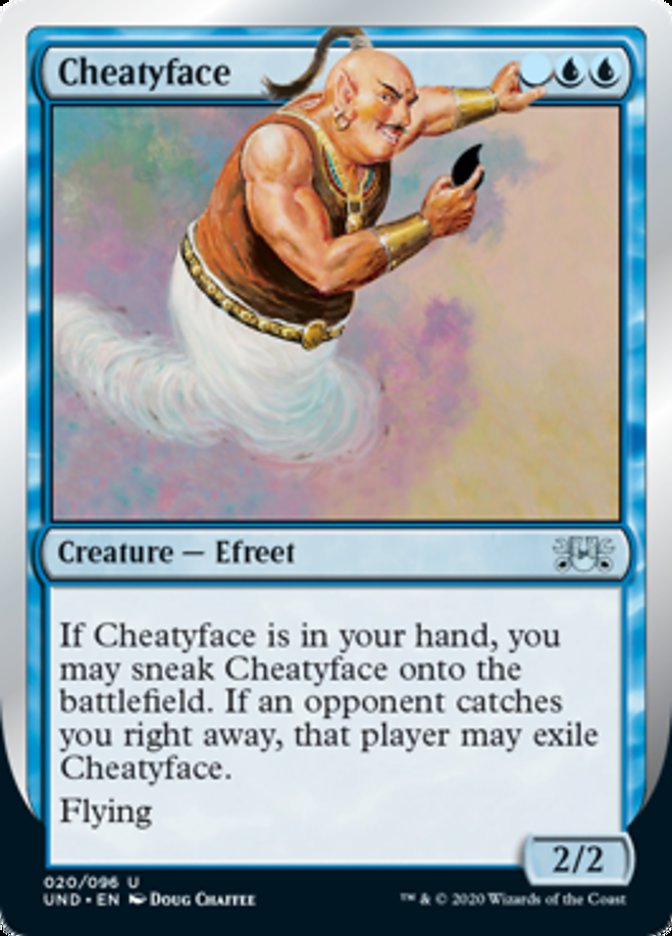 Cheatyface
Creature — Efreet
If Cheatyface is in your hand, you
may sneak Cheatyface onto the
battlefield. If an opponent catches
you right away, that player may exile
Cheatyface.
Flying
2/2
020/096 U
UND • EN Doug Chaffee
™ & © 2020 Wizards of the Coast